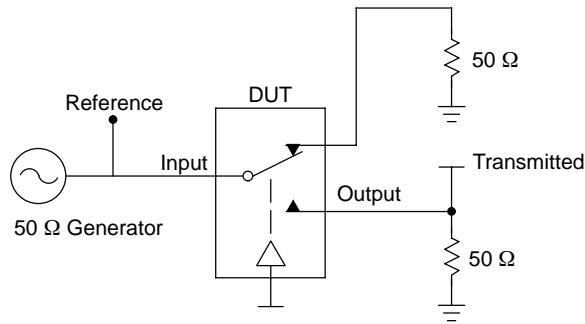 50 Ω
DUT
Reference
Input
Transmitted
Output
50 Ω Generator
50 Ω